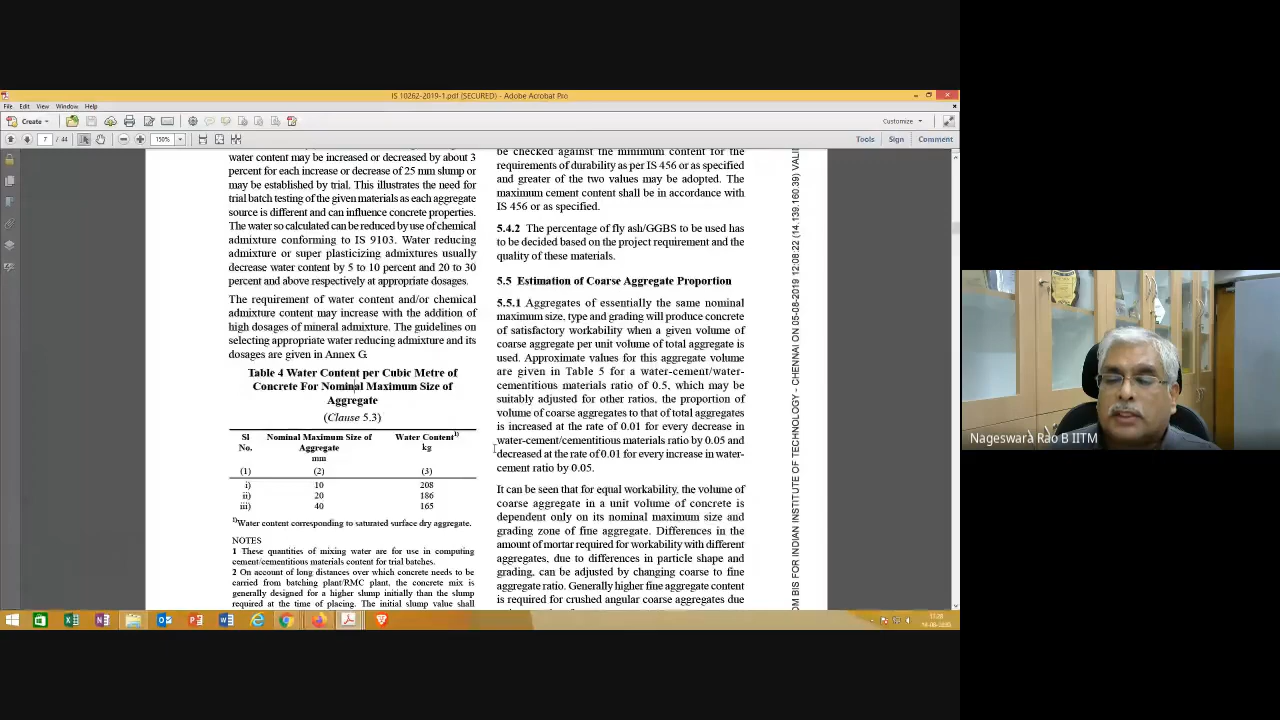 IS 10262-2019-1.pdf (SECURED) - Adobe Acrobat Pro
File Edit View Window Help
Create
Customize
7 / 44
150%
Tools Sign Comment
water content may be increased or decreased by about 3
percent for each increase or decrease of 25 mm slump or
may be established by trial. This illustrates the need for
trial batch testing of the given materials as each aggregate
source is different and can influence concrete properties.
The water so calculated can be reduced by use of chemical
admixture conforming to IS 9103. Water reducing
admixture or super plasticizing admixtures usually
decrease water content by 5 to 10 percent and 20 to 30
percent and above respectively at appropriate dosages.
The requirement of water content and/or chemical
admixture content may increase with the addition of
high dosages of mineral admixture. The guidelines on
selecting appropriate water reducing admixture and its
dosages are given in Annex G.
Table 4 Water Content per Cubic Metre of
Concrete For Nominal Maximum Size of
Aggregate
(Clause 5.3)
Sl Nominal Maximum Size of Water Content1)
No. Aggregate kg
mm
(1) (2) (3)
i) 10 208
ii) 20 186
iii) 40 165
1)Water content corresponding to saturated surface dry aggregate.
NOTES
1 These quantities of mixing water are for use in computing
cement/cementitious materials content for trial batches.
2 On account of long distances over which concrete needs to be
carried from batching plant/RMC plant, the concrete mix is
generally designed for a higher slump initially than the slump
required at the time of placing. The initial slump value shall
be checked against the minimum content for the
requirements of durability as per IS 456 or as specified
and greater of the two values may be adopted. The
maximum cement content shall be in accordance with
IS 456 or as specified.
5.4.2 The percentage of fly ash/GGBS to be used has
to be decided based on the project requirement and the
quality of these materials.
5.5 Estimation of Coarse Aggregate Proportion
5.5.1 Aggregates of essentially the same nominal
maximum size, type and grading will produce concrete
of satisfactory workability when a given volume of
coarse aggregate per unit volume of total aggregate is
used. Approximate values for this aggregate volume
are given in Table 5 for a water-cement/water-
cementitious materials ratio of 0.5, which may be
suitably adjusted for other ratios, the proportion of
volume of coarse aggregates to that of total aggregates
is increased at the rate of 0.01 for every decrease in
water-cement/cementitious materials ratio by 0.05 and
decreased at the rate of 0.01 for every increase in water-
cement ratio by 0.05.
It can be seen that for equal workability, the volume of
coarse aggregate in a unit volume of concrete is
dependent only on its nominal maximum size and
grading zone of fine aggregate. Differences in the
amount of mortar required for workability with different
aggregates, due to differences in particle shape and
grading, can be adjusted by changing coarse to fine
aggregate ratio. Generally higher fine aggregate content
is required for crushed angular coarse aggregates due
OM BIS FOR INDIAN INSTITUTE OF TECHNOLOGY - CHENNAI ON 05-08-2019 12:08:22 (14.139.160.39) VALI
Nageswara Rao B IITM